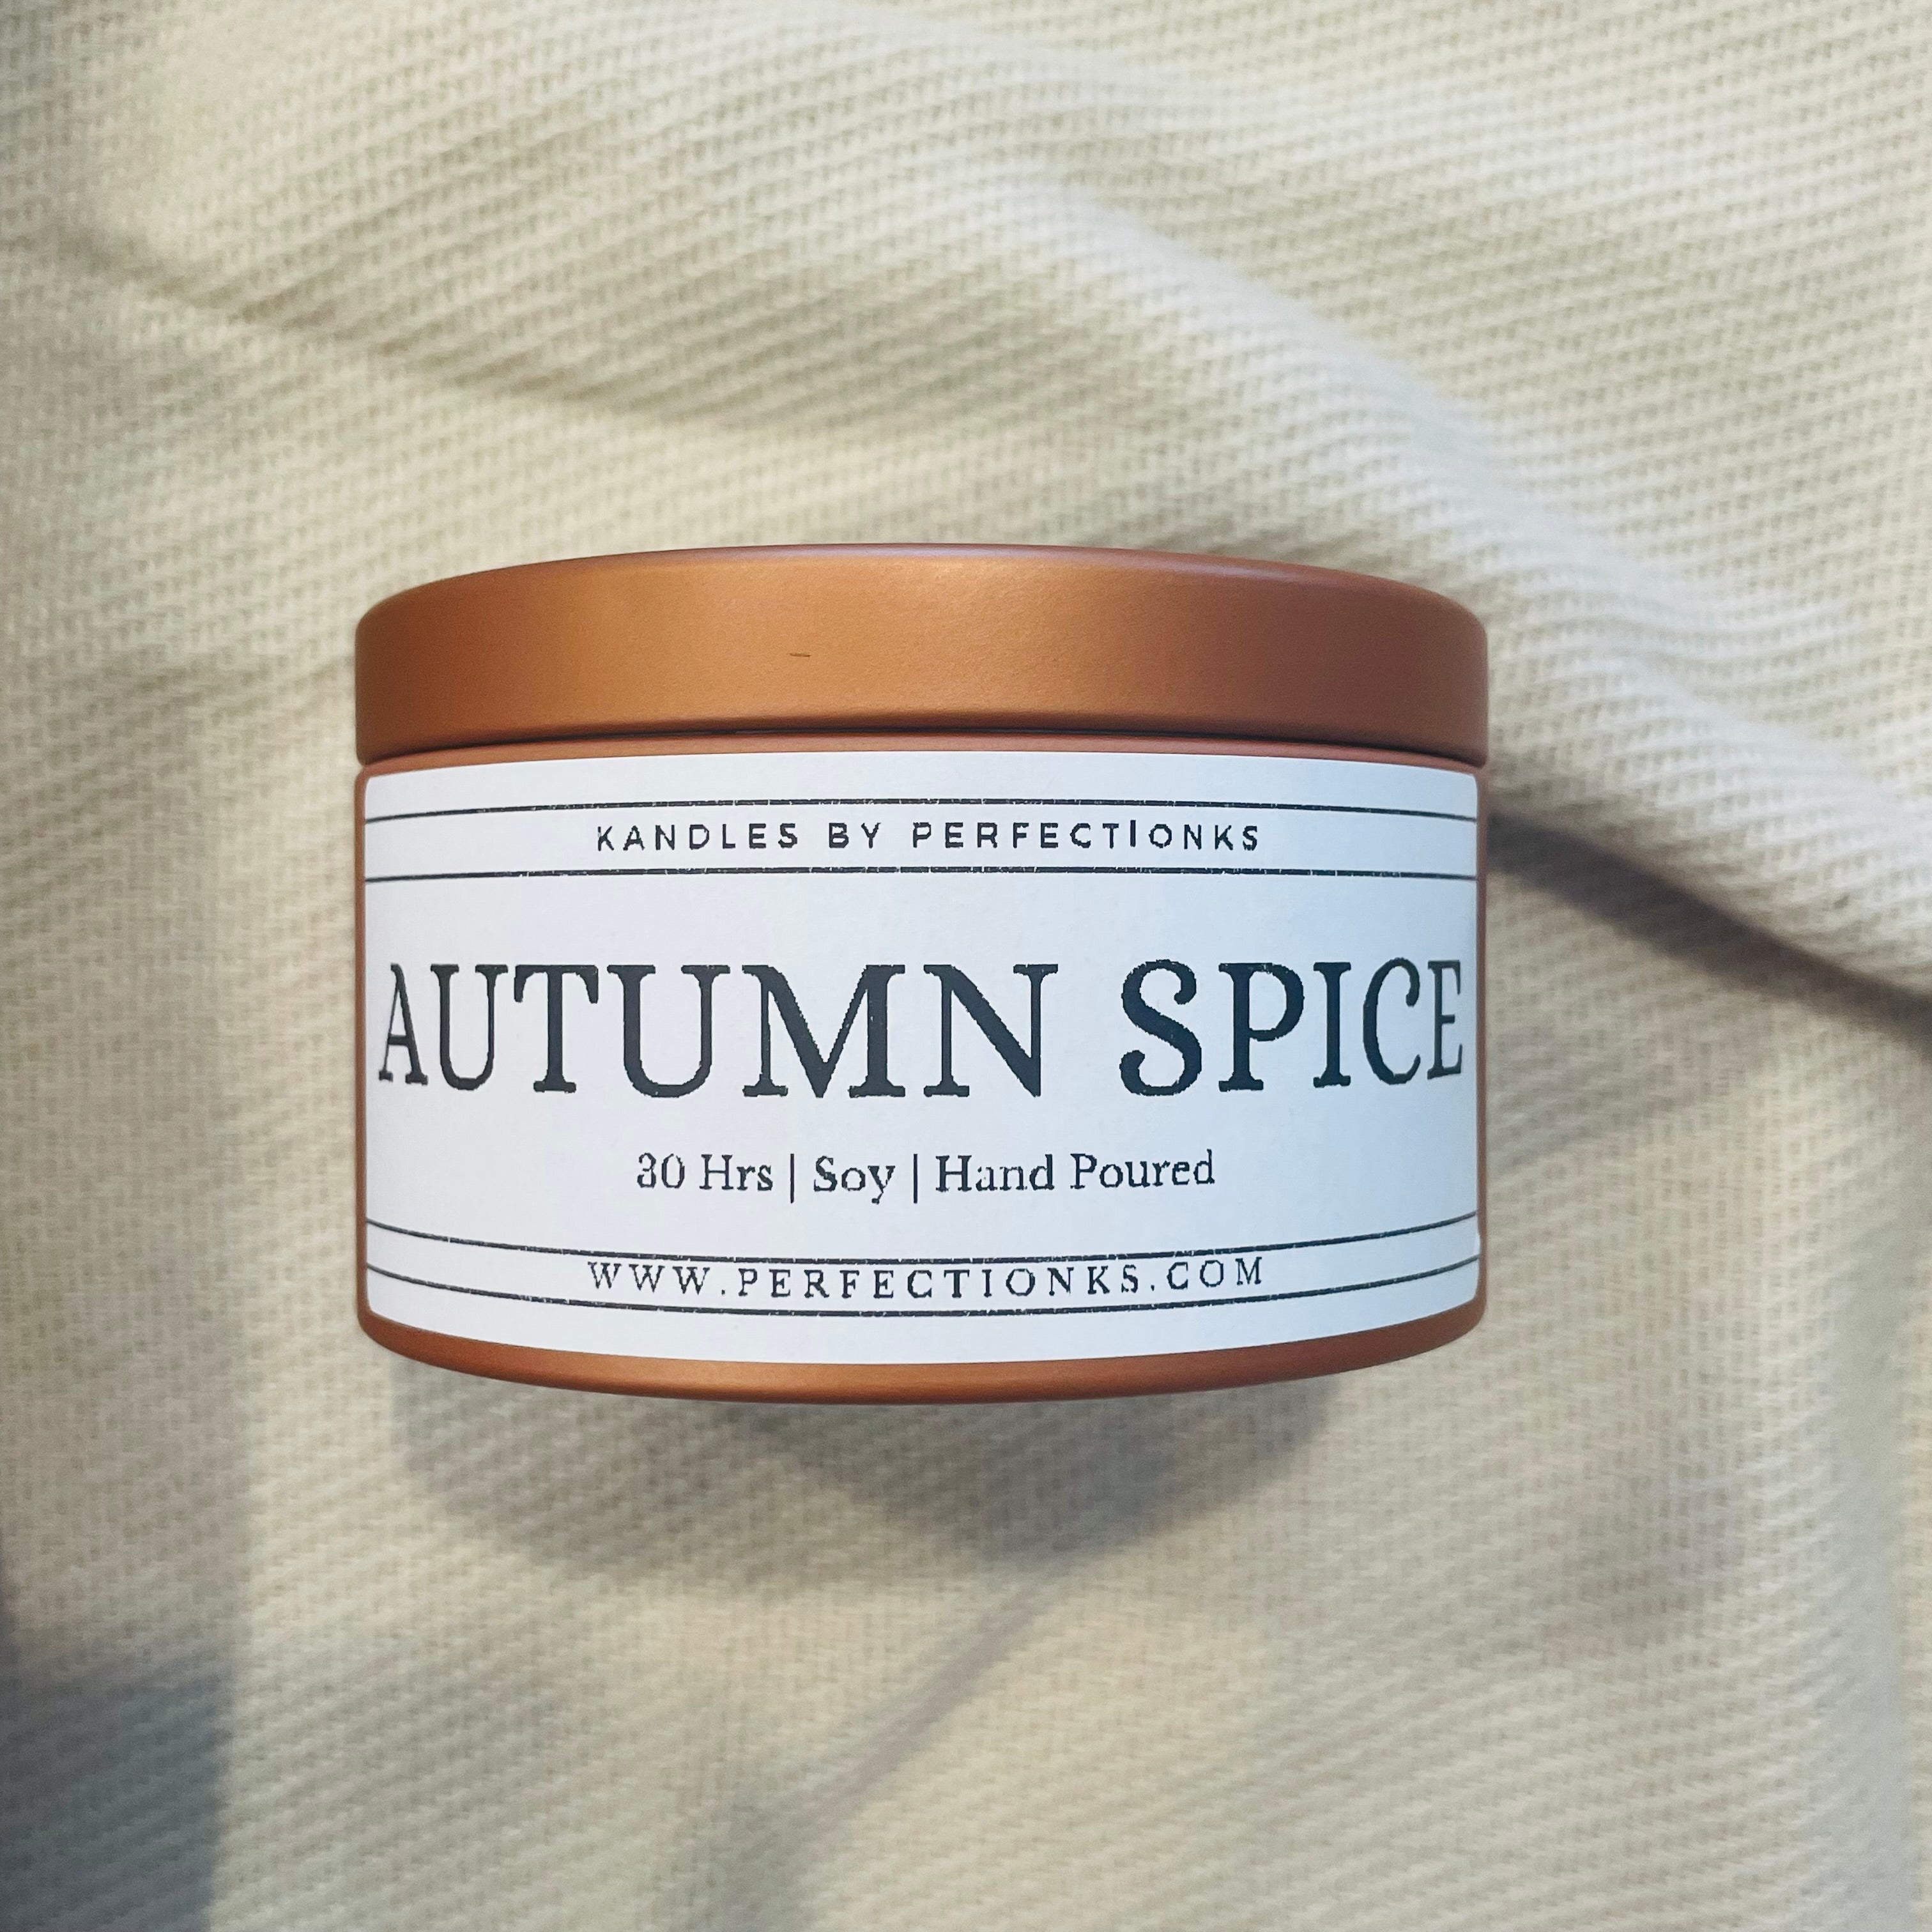 KANDLES BY PERFECTIONKS
AUTUMN SPICE
30 Hrs | Soy | Hand Poured
WWW.PERFECTIONKS.COM